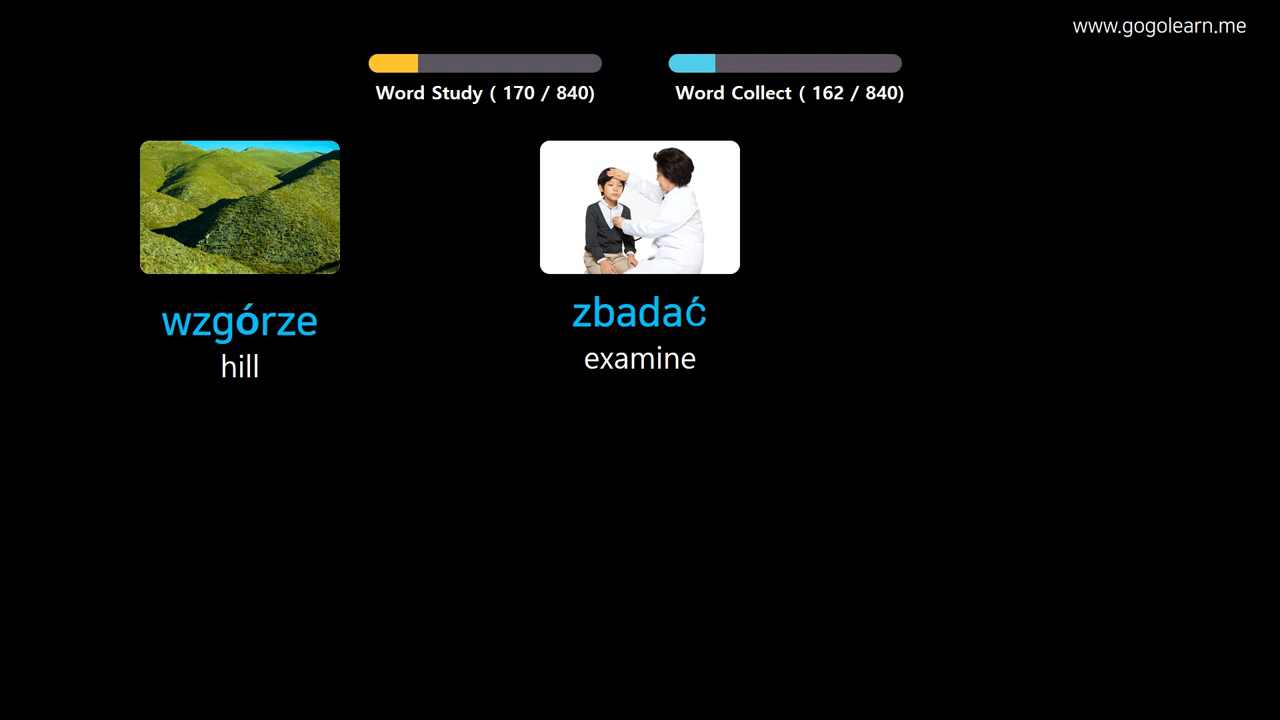 www.gogolearn.me
Word Study ( 170 / 840)
Word Collect ( 162 / 840)
wzgórze
hill
zbadać
examine